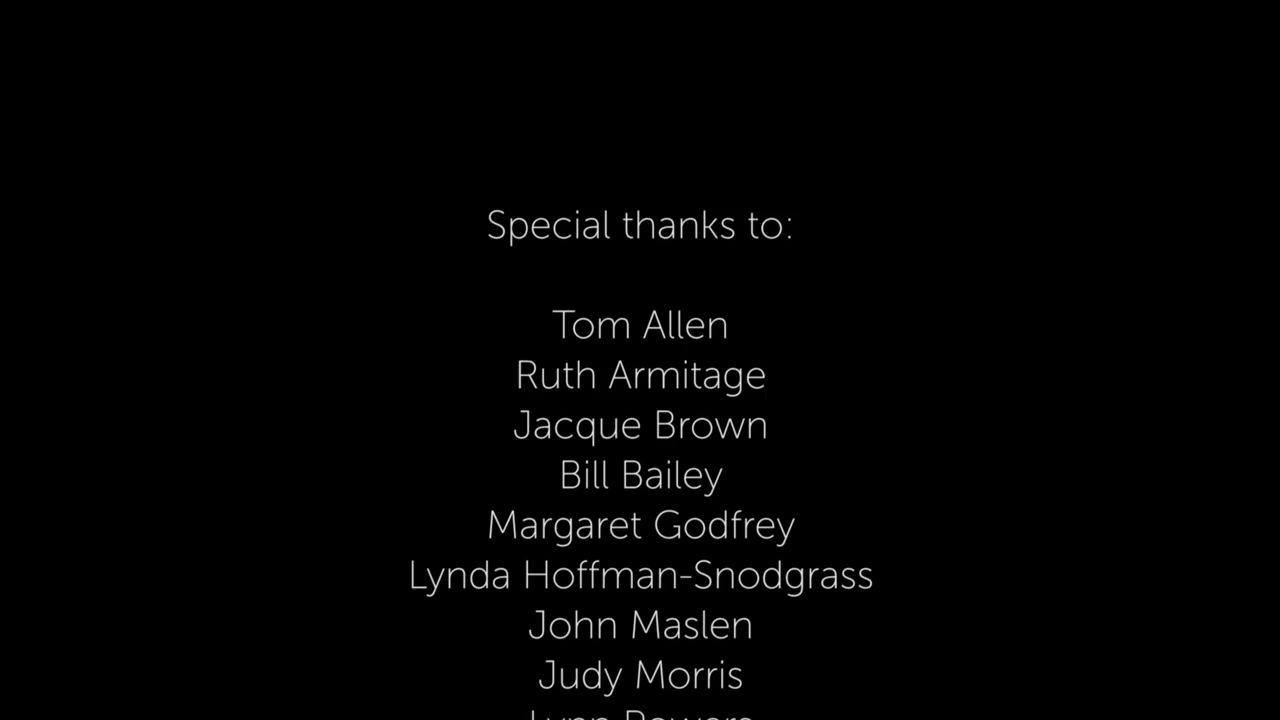 Special thanks to:
Tom Allen
Ruth Armitage
Jacque Brown
Bill Bailey
Margaret Godfrey
Lynda Hoffman-Snodgrass
John Maslen
Judy Morris